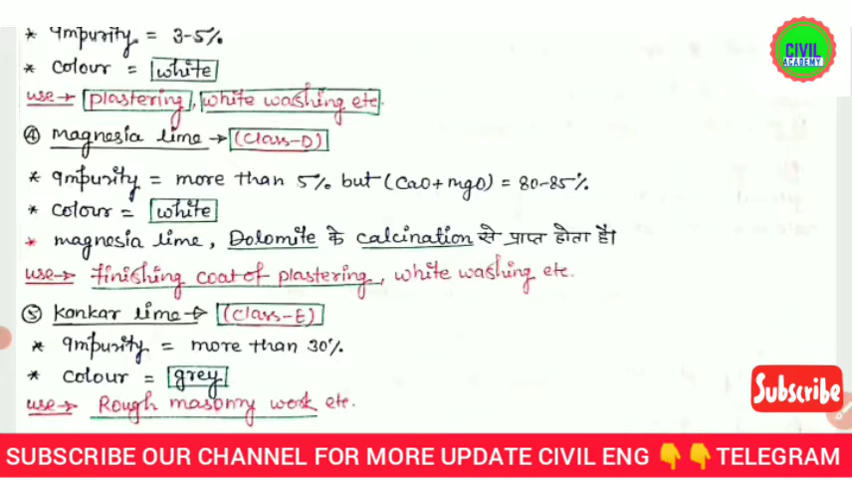 * Impurity = 3-5%
* colour = white
use → plastering, white washing etc.
④ magnesia lime → (class-D)
* Impurity = more than 5% but (CaO + mgO) = 80-85%
* colour = white
* magnesia lime, Dolomite के calcination से प्राप्त होता है।
use → finishing coat of plastering, white washing etc.
⑤ konkar lime → (class-E)
* Impurity = more than 30%
* colour = grey
use → Rough masonry work etc.
CIVIL
ACADEMY
Subscribe
SUBSCRIBE OUR CHANNEL FOR MORE UPDATE CIVIL ENG 👇👇 TELEGRAM